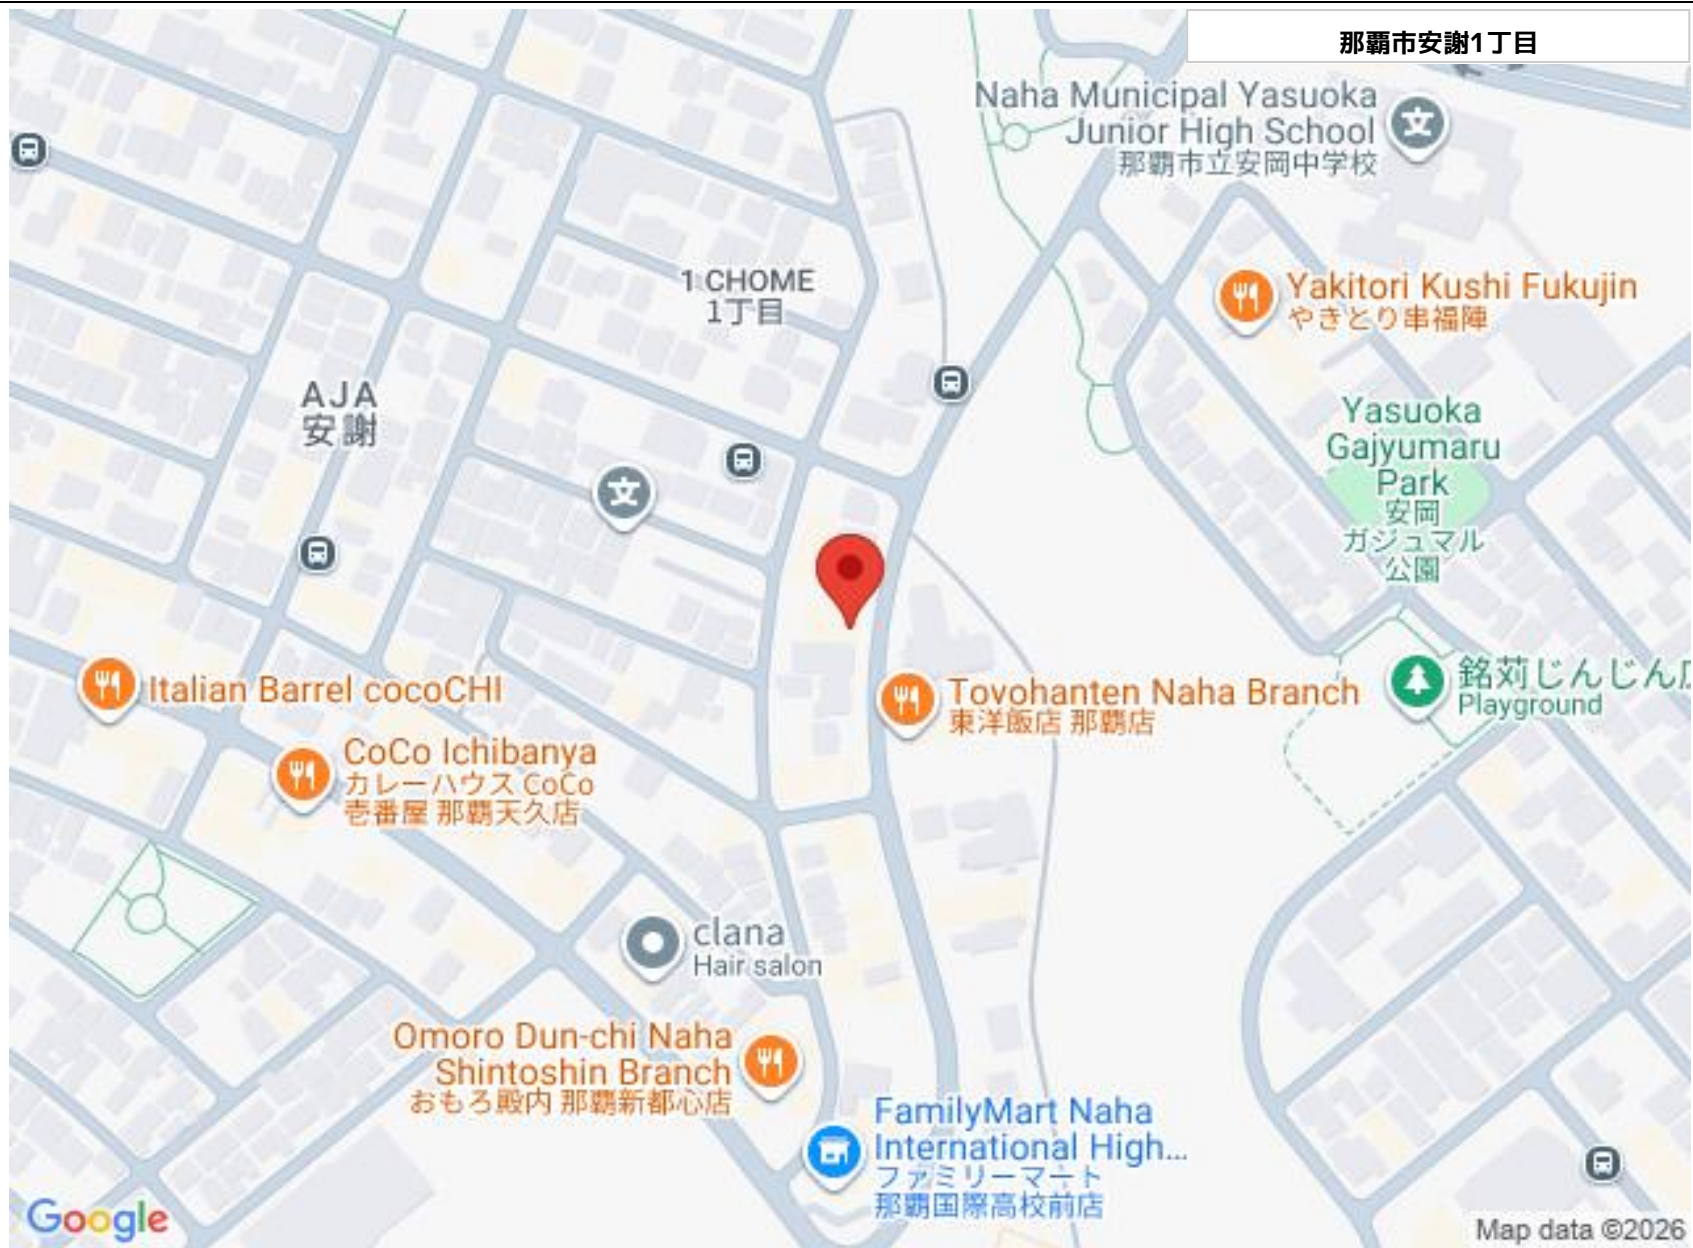 那覇市安謝1丁目
Naha Municipal Yasuoka
Junior High School
那覇市立安岡中学校
1 CHOME
1丁目
Yakitori Kushi Fukujin
やきとり串福陣
AJA
安謝
Yasuoka
Gajyumaru
Park
安岡
ガジュマル
公園
Italian Barrel cocoCHI
Tovohanten Naha Branch
東洋飯店 那覇店
銘苅じんじん
Playground
CoCo Ichibanya
カレーハウス CoCo
壱番屋 那覇天久店
clana
Hair salon
Omoro Dun-chi Naha
Shintoshin Branch
おもろ殿内 那覇新都心店
FamilyMart Naha
International High...
ファミリーマート
那覇国際高校前店
Google
Map data ©2026
文
文